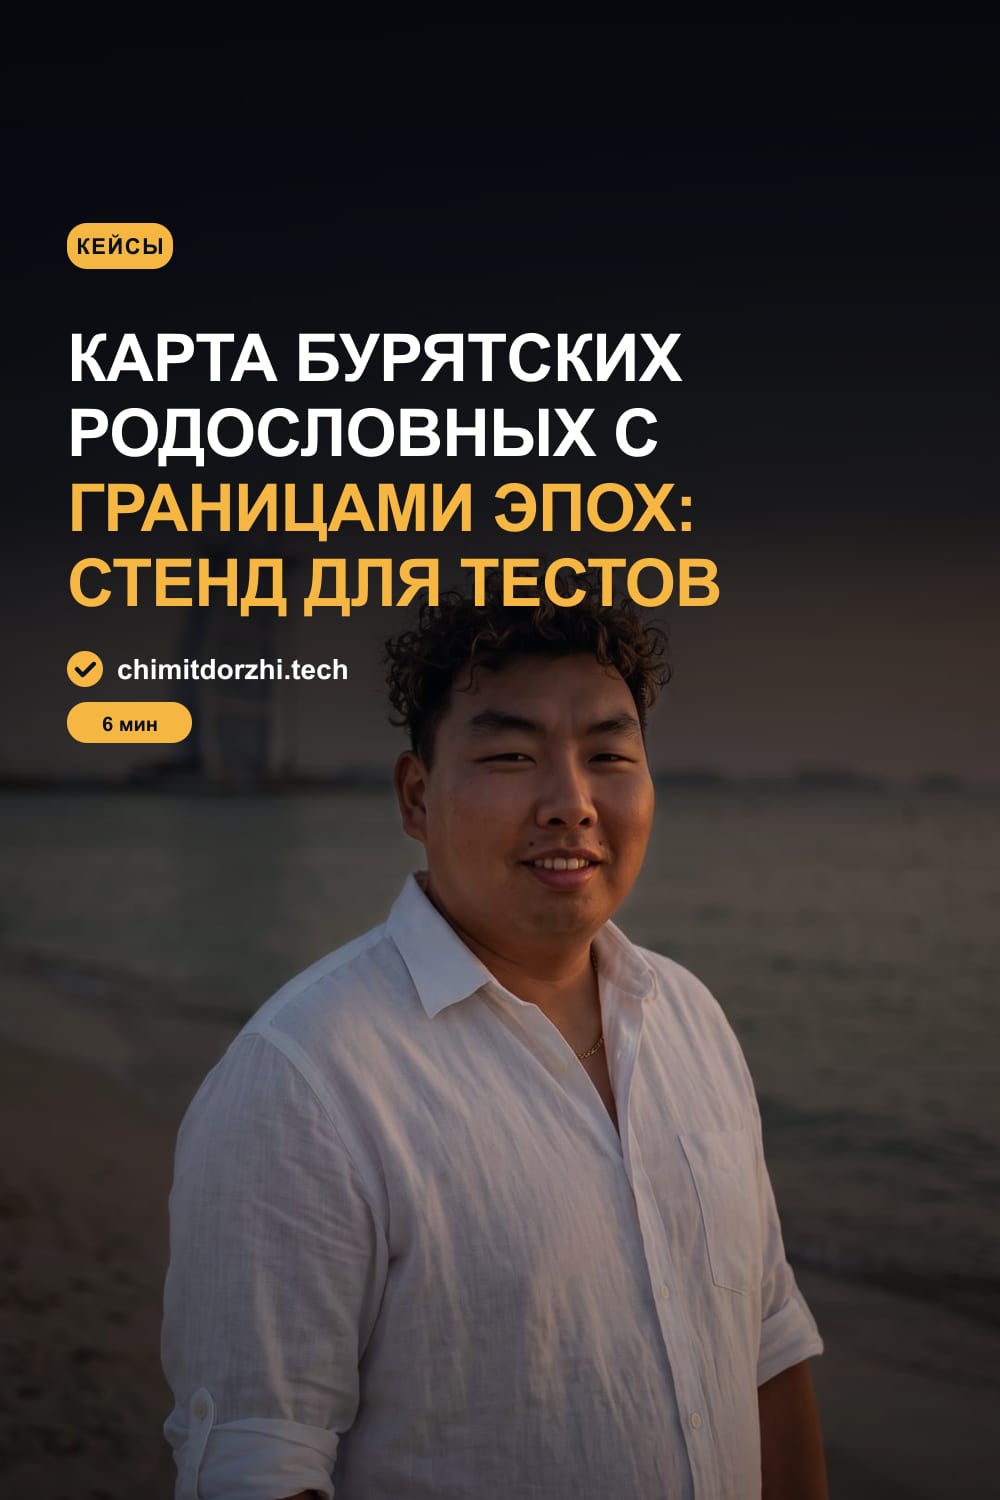 КЕЙСЫ
КАРТА БУРЯТСКИХ
РОДОСЛОВНЫХ С
ГРАНИЦАМИ ЭПОХ:
СТЕНД ДЛЯ ТЕСТОВ
chimitdorzhi.tech
6 мин